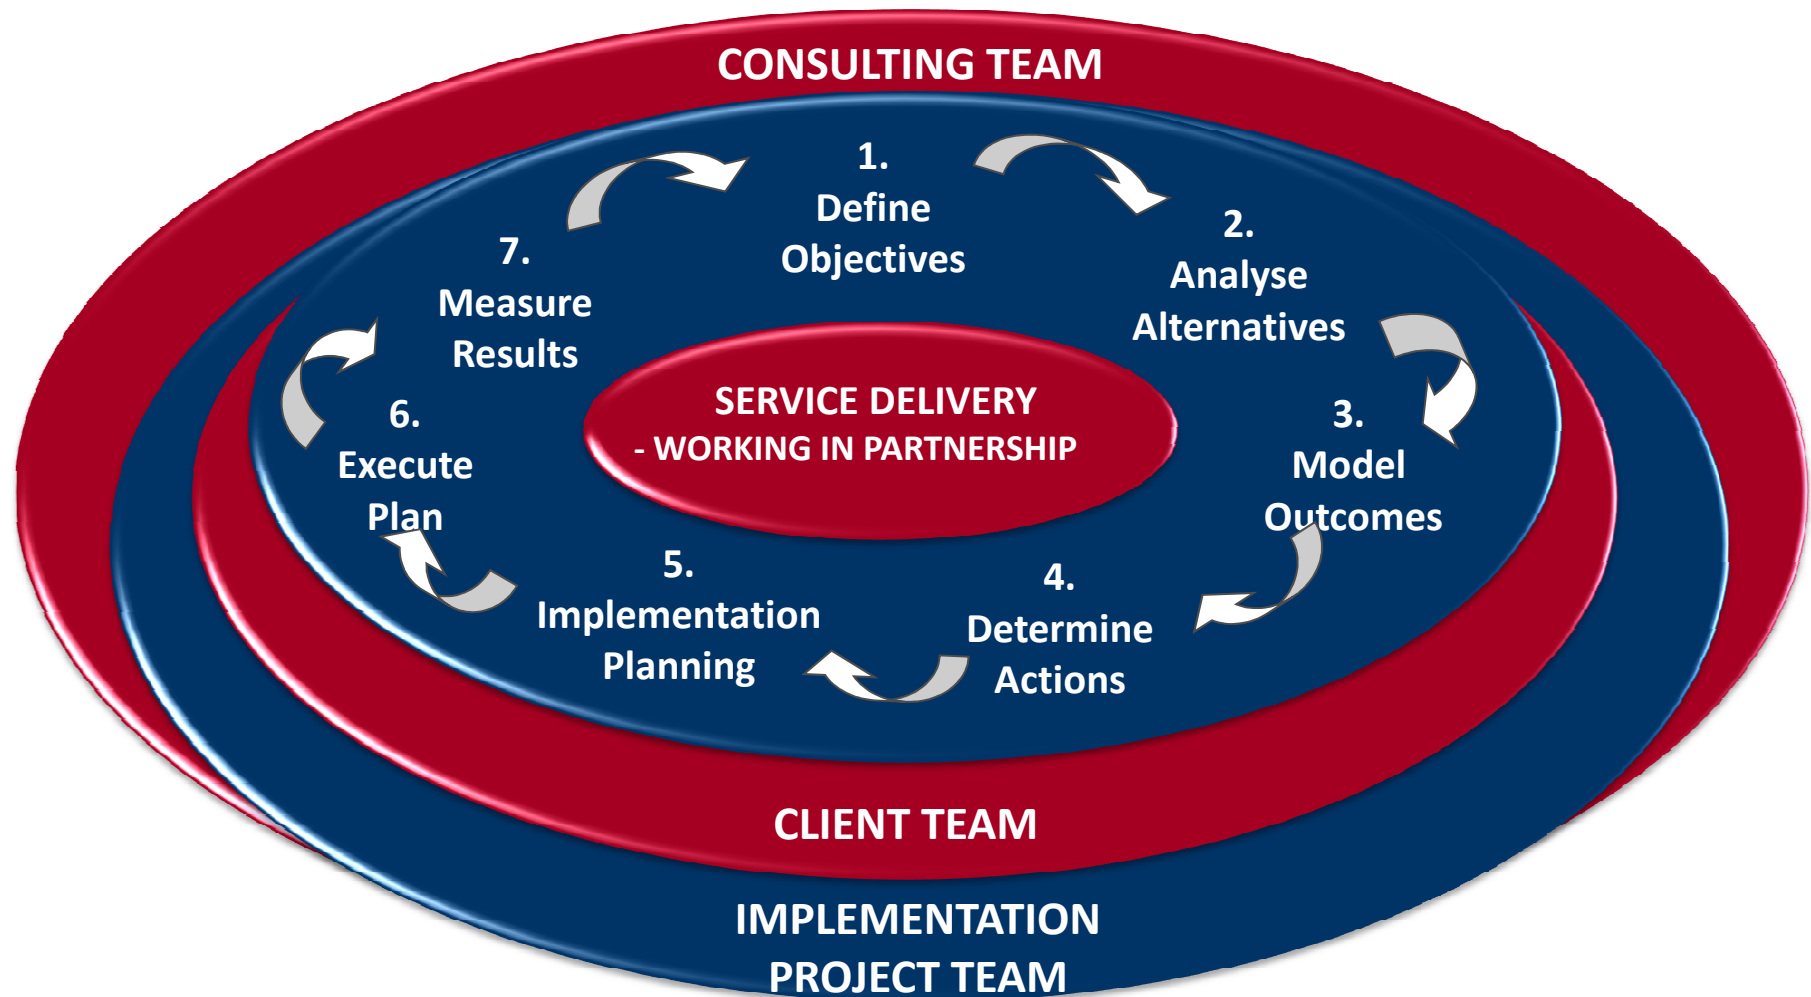 CONSULTING TEAM
1.
Define
Objectives
2.
Analyse
Alternatives
3.
Model
Outcomes
4.
Determine
Actions
5.
Implementation
Planning
6.
Execute
Plan
7.
Measure
Results
SERVICE DELIVERY
- WORKING IN PARTNERSHIP
CLIENT TEAM
IMPLEMENTATION
PROJECT TEAM